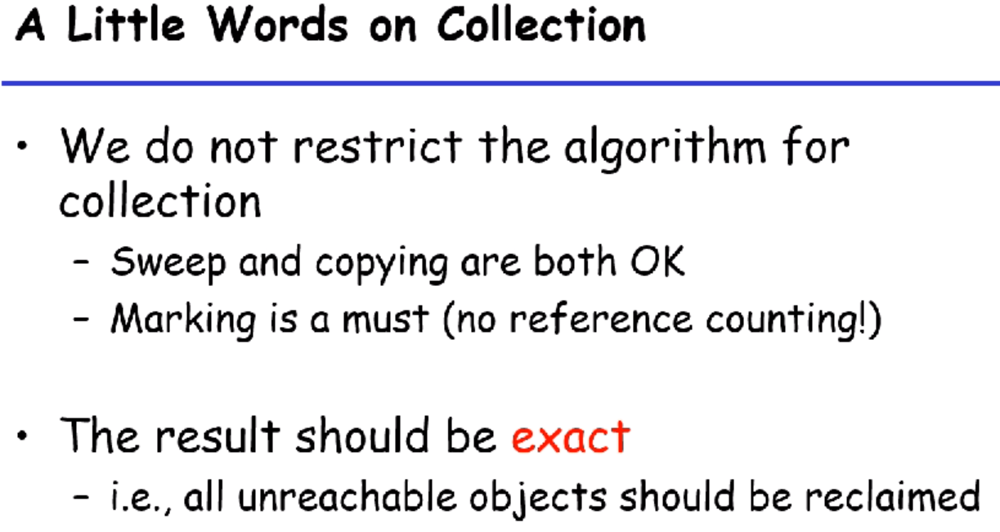 A Little Words on Collection
• We do not restrict the algorithm for
collection
– Sweep and copying are both OK
– Marking is a must (no reference counting!)
• The result should be exact
– i.e., all unreachable objects should be reclaimed